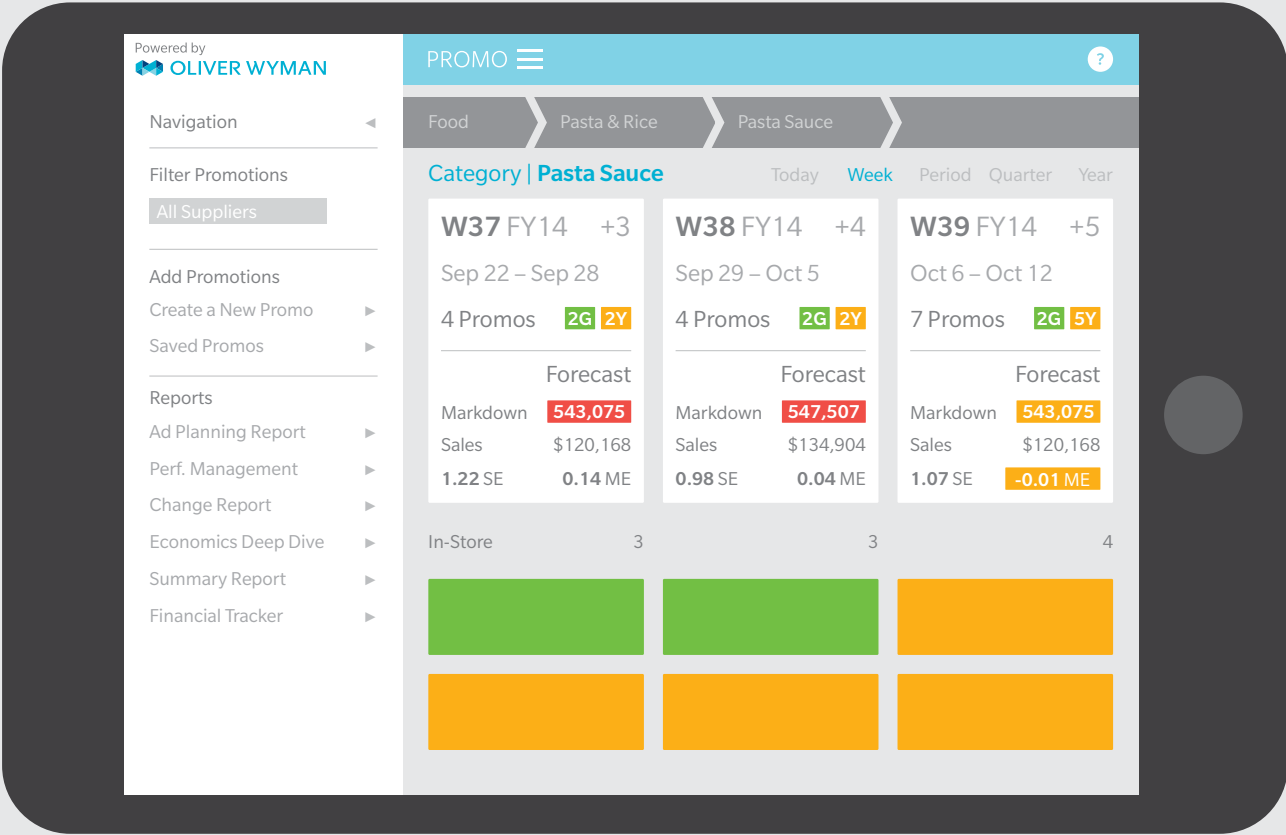 Powered by
OLIVER WYMAN
Navigation
Filter Promotions
All Suppliers
Add Promotions
Create a New Promo
Saved Promos
Reports
Ad Planning Report
Perf. Management
Change Report
Economics Deep Dive
Summary Report
Financial Tracker
PROMO ?
Food Pasta & Rice Pasta Sauce
Category | Pasta Sauce Today Week Period Quarter Year
W37 FY14 +3
Sep 22 – Sep 28
4 Promos 2G 2Y
Forecast
Markdown 543,075
Sales $120,168
1.22 SE 0.14 ME
W38 FY14 +4
Sep 29 – Oct 5
4 Promos 2G 2Y
Forecast
Markdown 547,507
Sales $134,904
0.98 SE 0.04 ME
W39 FY14 +5
Oct 6 – Oct 12
7 Promos 2G 5Y
Forecast
Markdown 543,075
Sales $120,168
1.07 SE -0.01 ME
In-Store 3 3 4